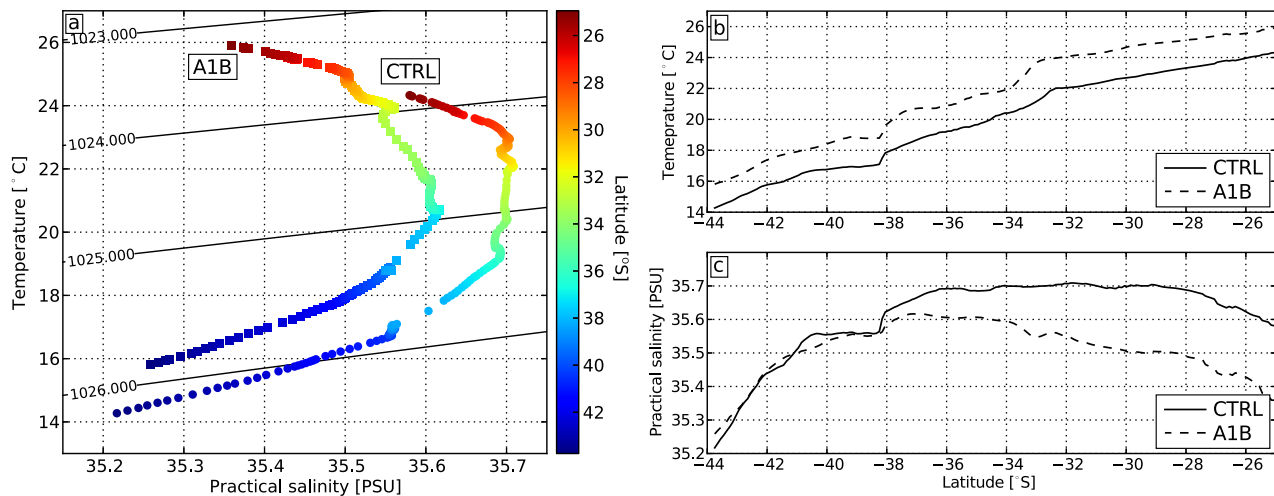 a
1023.000
A1B
CTRL
1024.000
1025.000
1026.000
26
24
22
20
18
16
14
Temperature [ °C]
35.2 35.3 35.4 35.5 35.6 35.7
Practical salinity [PSU]
26
28
30
32
34
36
38
40
42
Latitude [°S]
b
26
24
22
20
18
16
14
Temeprature [ °C]
CTRL
A1B
−44 −42 −40 −38 −36 −34 −32 −30 −28 −26
c
35.7
35.6
35.5
35.4
35.3
35.2
Practical salinity [PSU]
CTRL
A1B
−44 −42 −40 −38 −36 −34 −32 −30 −28 −26
Latitude [°S]